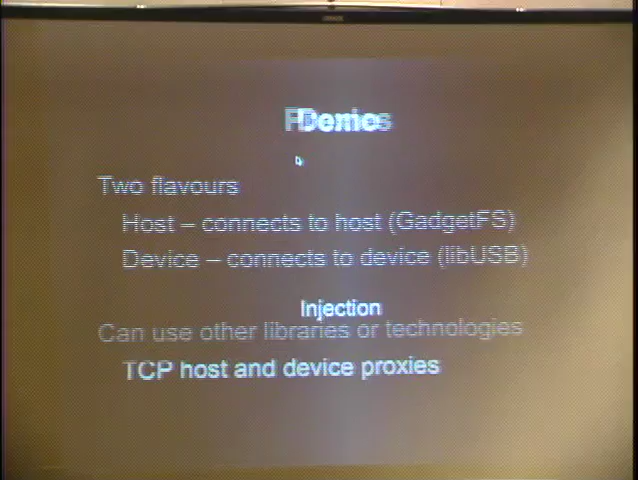 Demo
Two flavours
Host – connects to host (GadgetFS)
Device – connects to device (libUSB)
Injection
Can use other libraries or technologies
TCP host and device proxies